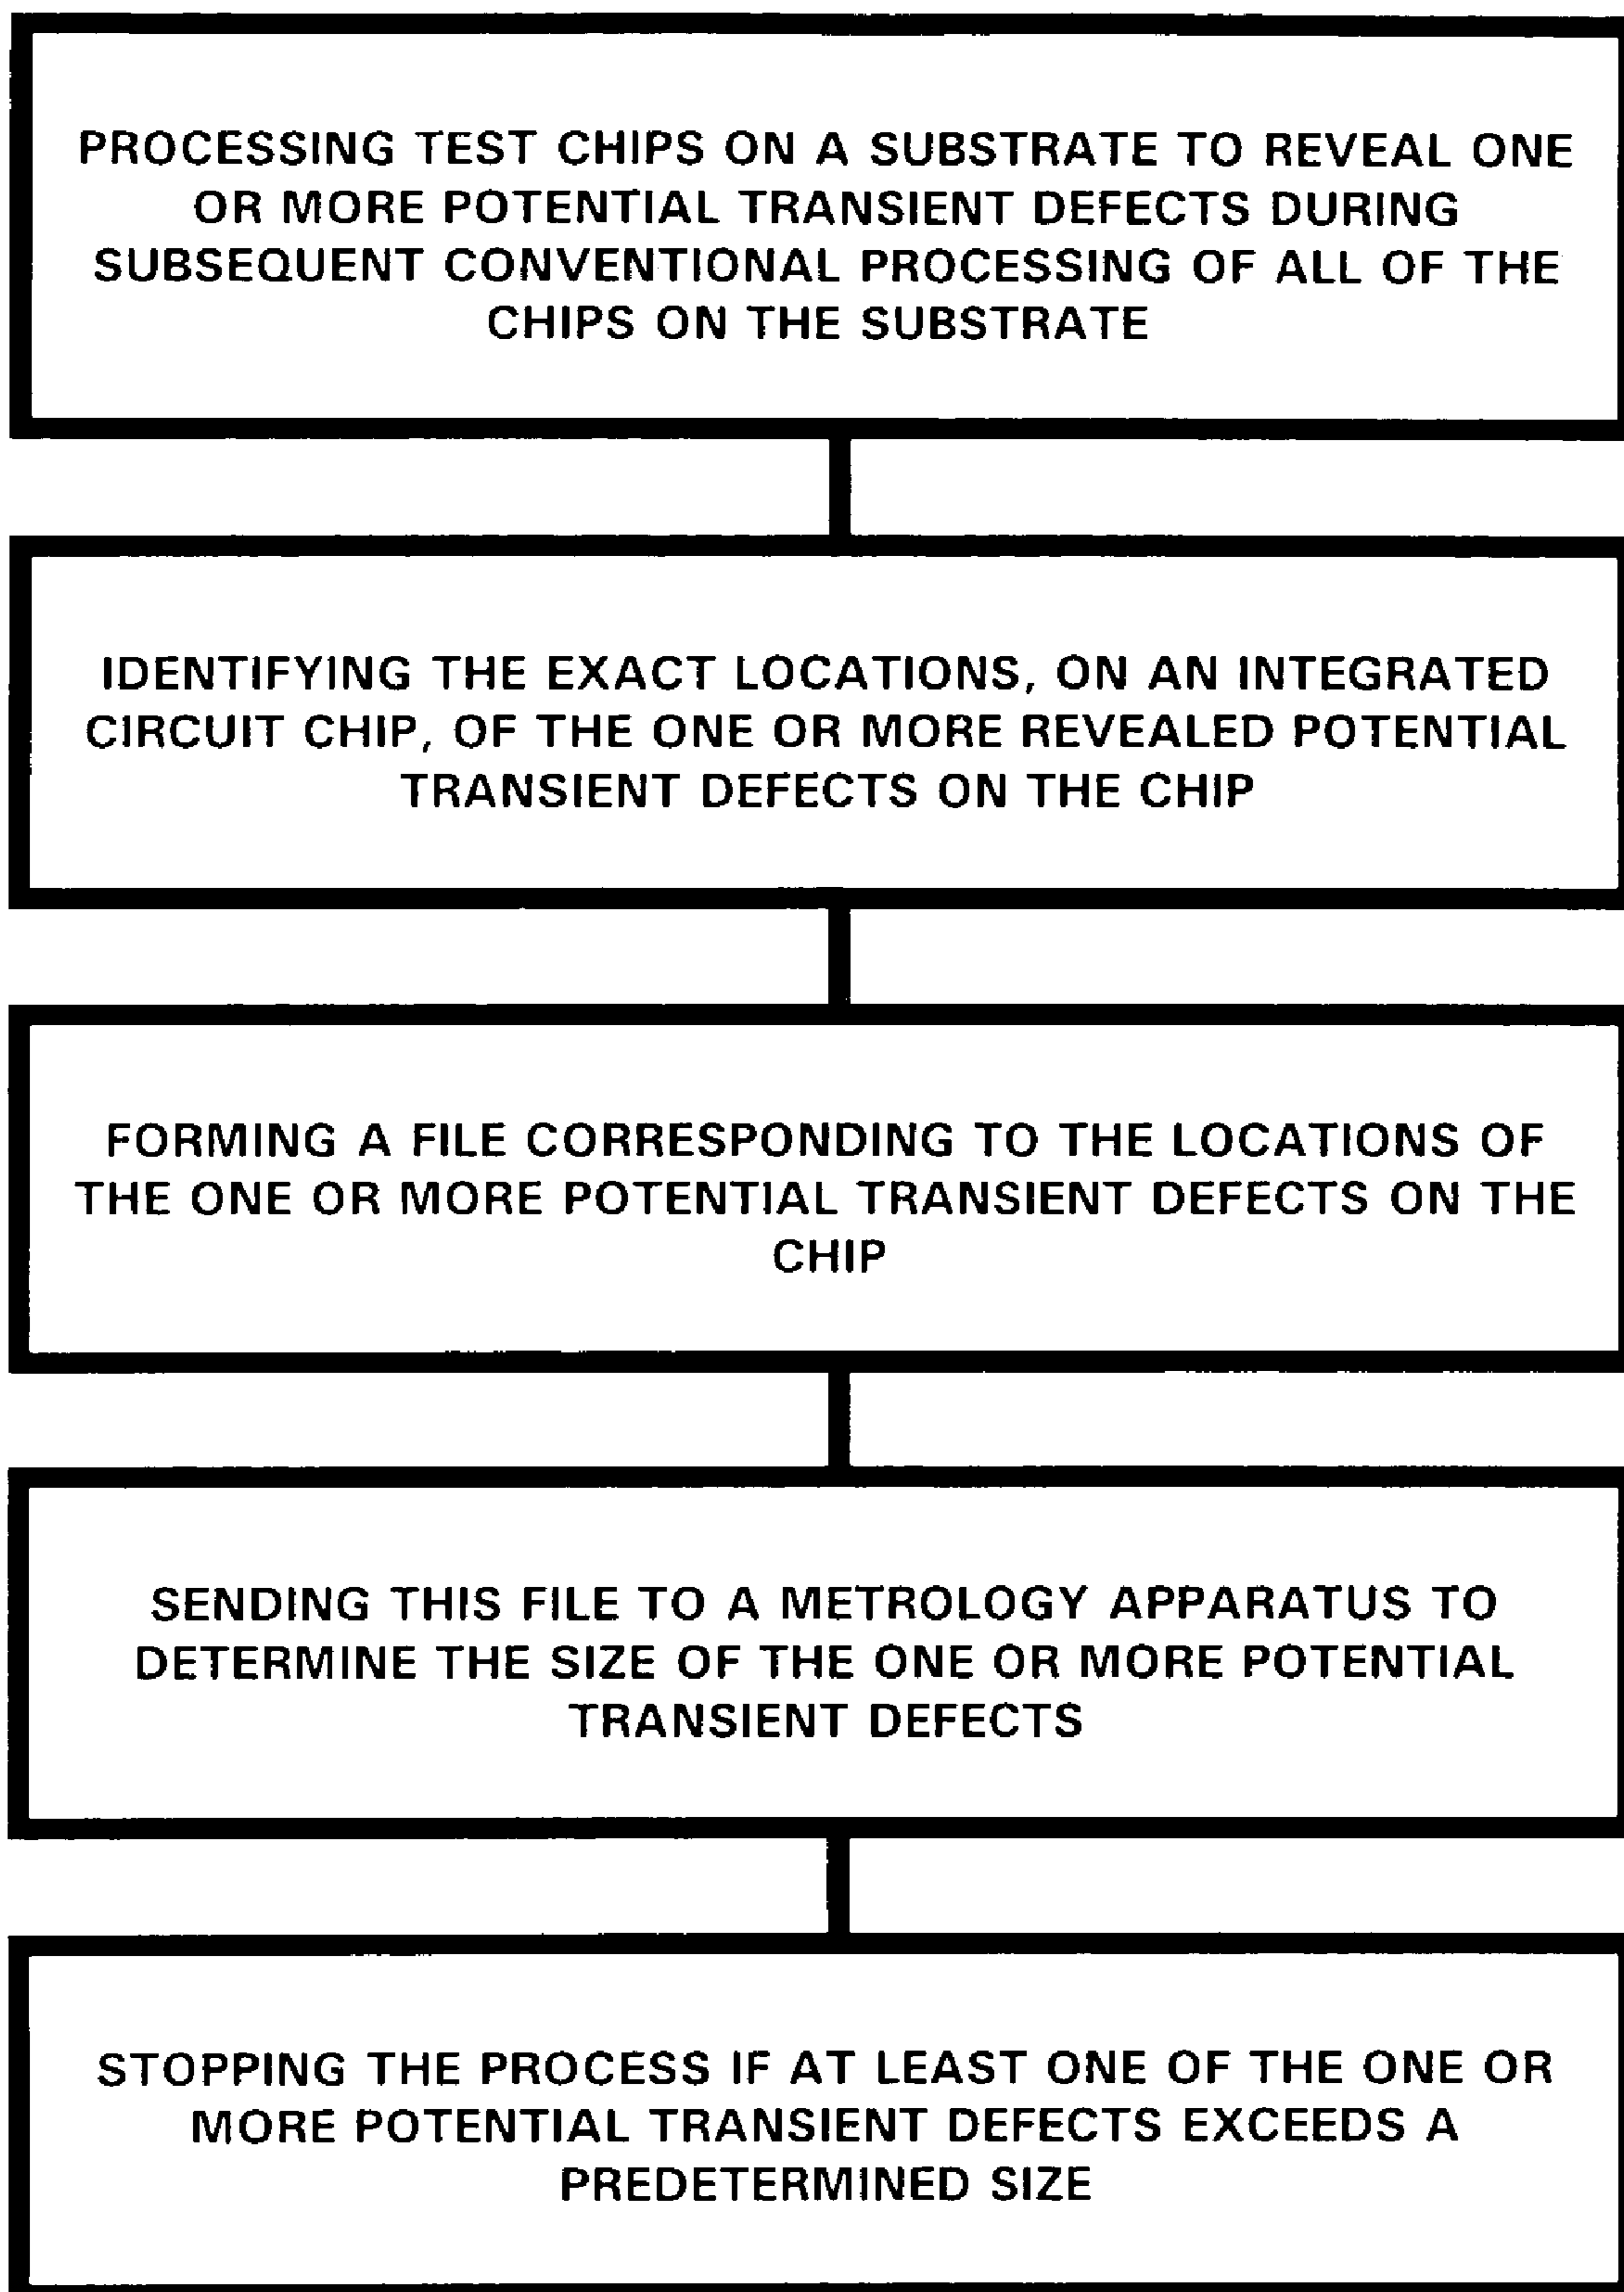 PROCESSING TEST CHIPS ON A SUBSTRATE TO REVEAL ONE
OR MORE POTENTIAL TRANSIENT DEFECTS DURING
SUBSEQUENT CONVENTIONAL PROCESSING OF ALL OF THE
CHIPS ON THE SUBSTRATE
IDENTIFYING THE EXACT LOCATIONS, ON AN INTEGRATED
CIRCUIT CHIP, OF THE ONE OR MORE REVEALED POTENTIAL
TRANSIENT DEFECTS ON THE CHIP
FORMING A FILE CORRESPONDING TO THE LOCATIONS OF
THE ONE OR MORE POTENTIAL TRANSIENT DEFECTS ON THE
CHIP
SENDING THIS FILE TO A METROLOGY APPARATUS TO
DETERMINE THE SIZE OF THE ONE OR MORE POTENTIAL
TRANSIENT DEFECTS
STOPPING THE PROCESS IF AT LEAST ONE OF THE ONE OR
MORE POTENTIAL TRANSIENT DEFECTS EXCEEDS A
PREDETERMINED SIZE